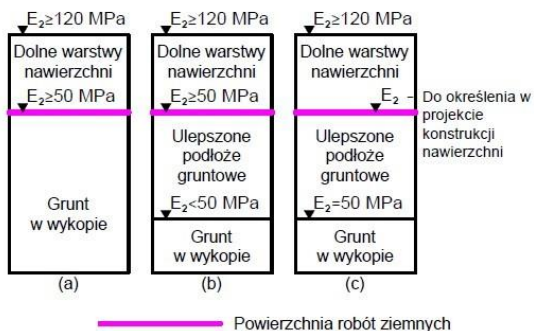 E₂≥120 MPa
Dolne warstwy
nawierzchni
E₂≥50 MPa
Grunt
w wykopie
(a)
E₂≥120 MPa
Dolne warstwy
nawierzchni
E₂≥50 MPa
Ulepszone
podłoże
gruntowe
E₂<50 MPa
Grunt
w wykopie
(b)
E₂≥120 MPa
Dolne warstwy
nawierzchni
E₂ - Do określenia w
projekcie
konstrukcji
nawierzchni
Ulepszone
podłoże
gruntowe
E₂=50 MPa
Grunt
w wykopie
(c)
Powierzchnia robót ziemnych